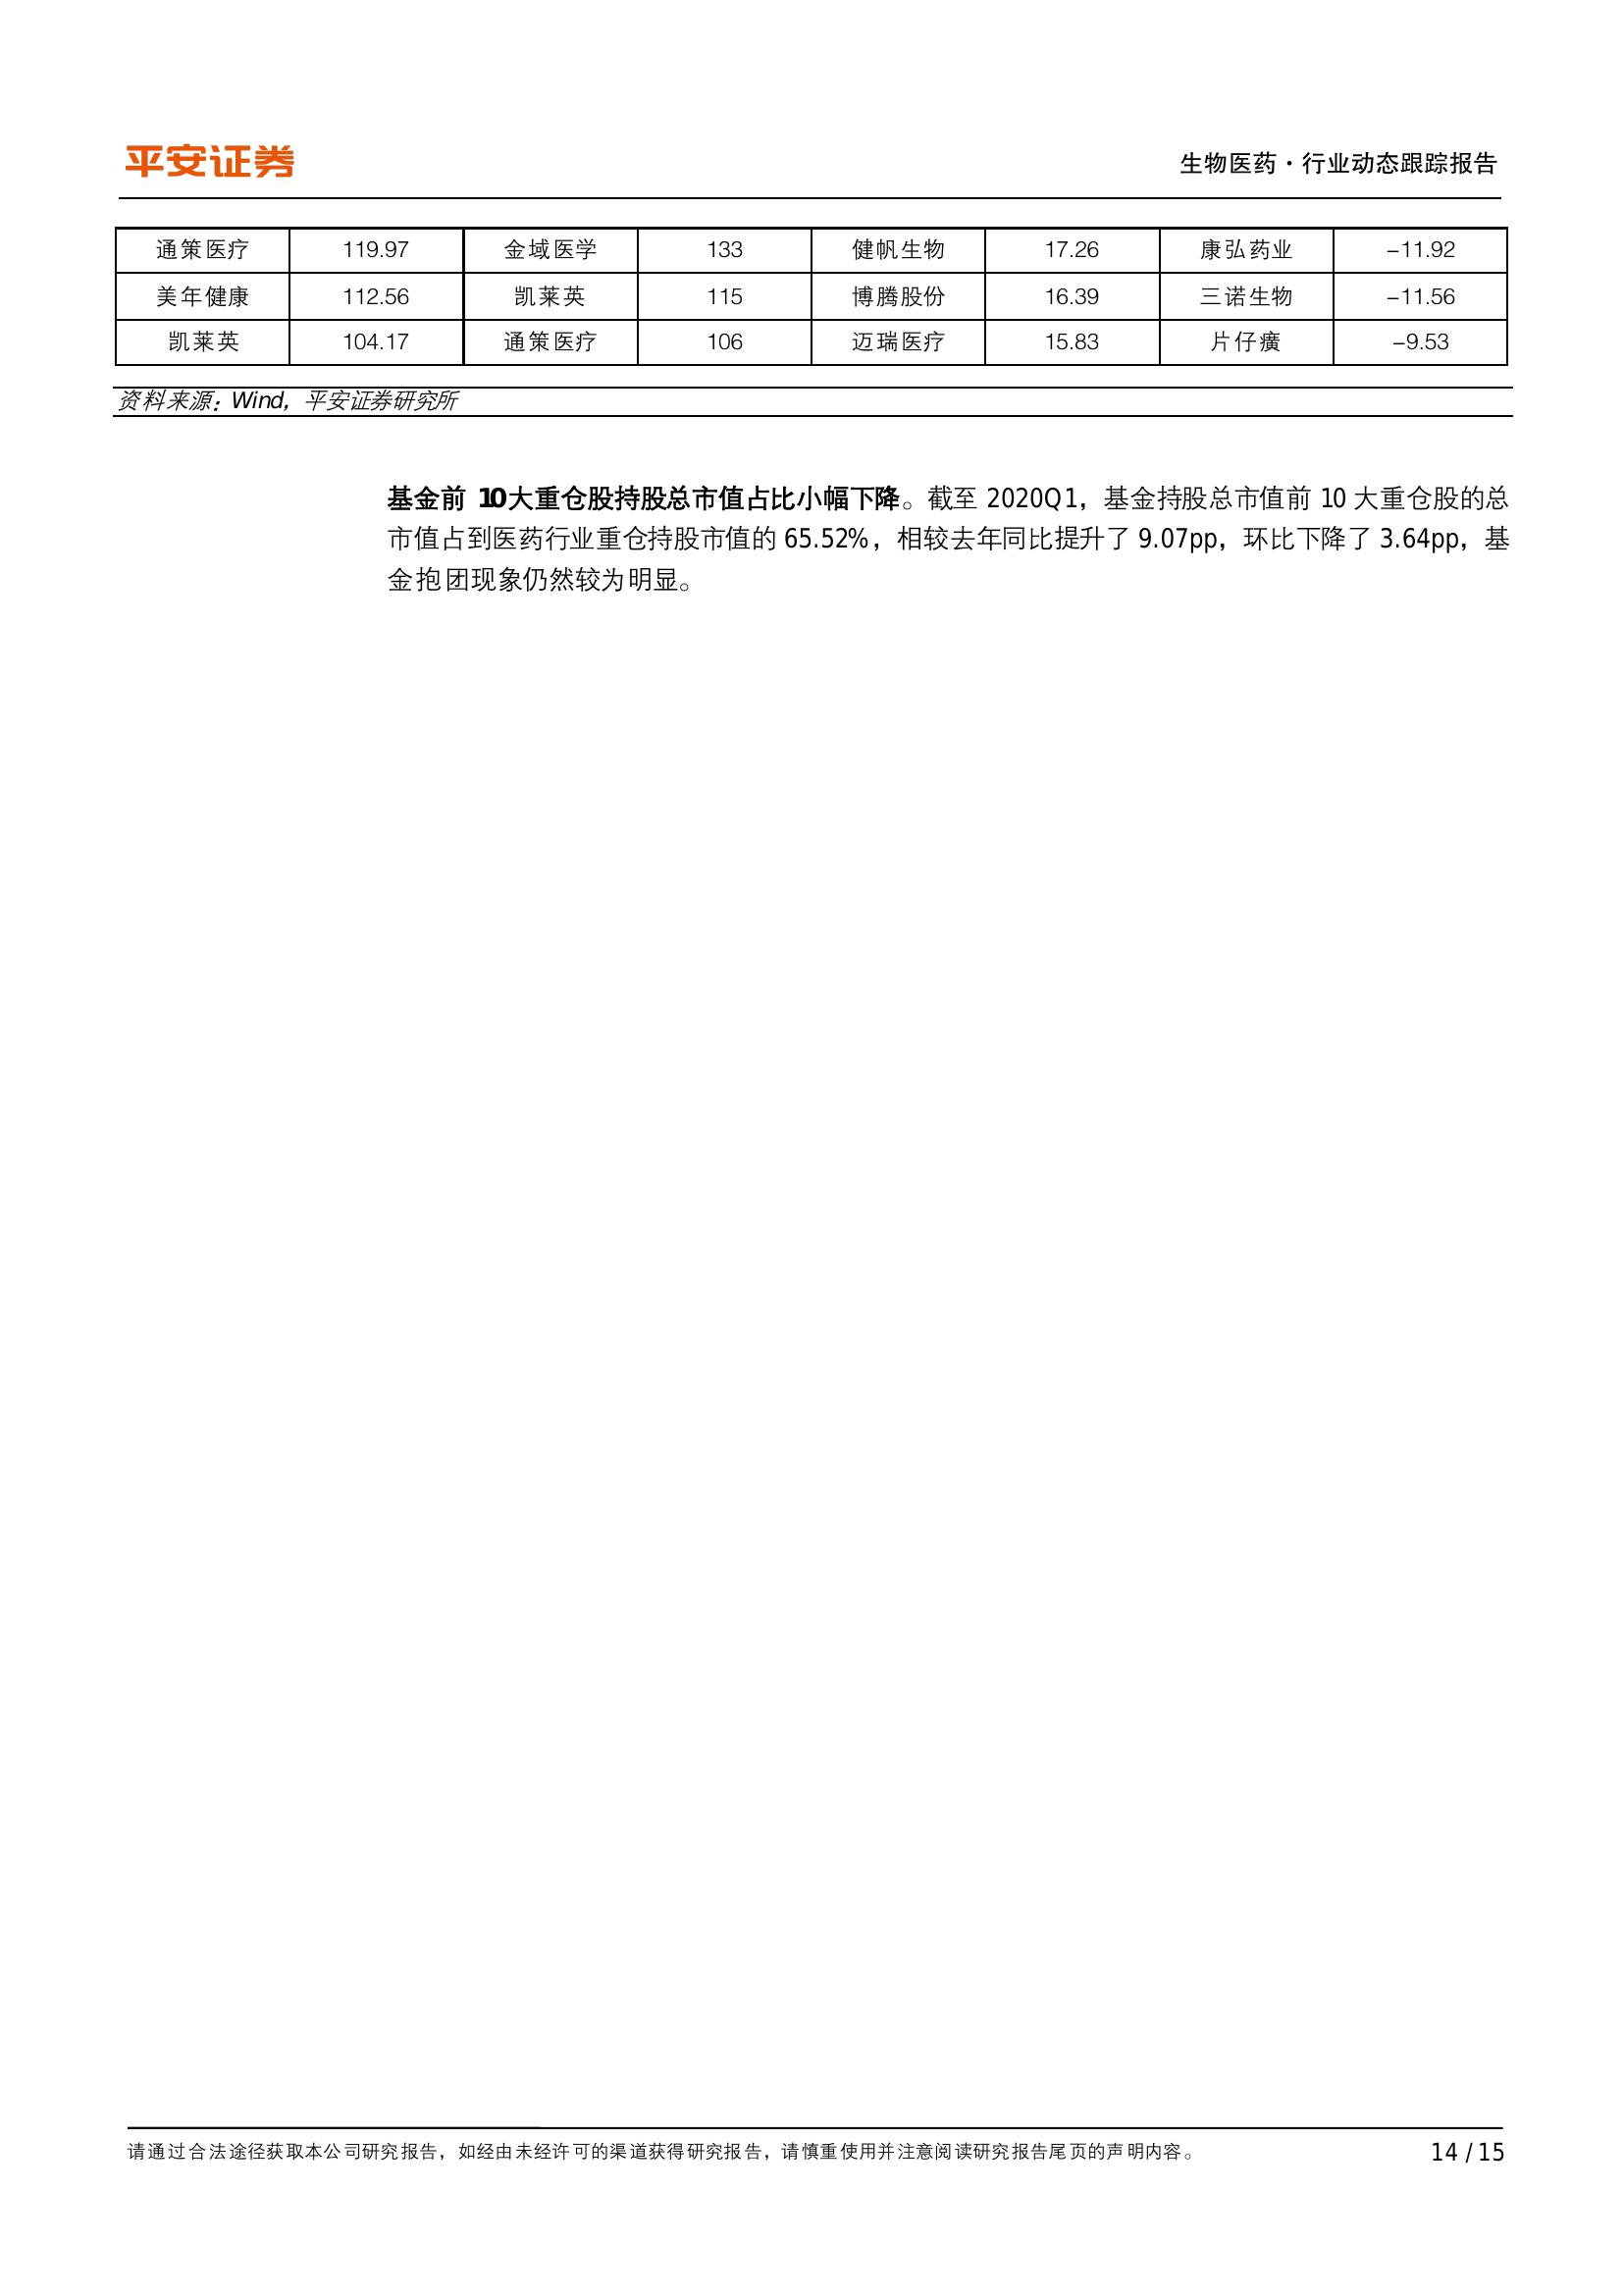 平安证券
生物医药·行业动态跟踪报告
通策医疗 119.97 金域医学 133 健帆生物 17.26 康弘药业 -11.92
美年健康 112.56 凯莱英 115 博腾股份 16.39 三诺生物 -11.56
凯莱英 104.17 通策医疗 106 迈瑞医疗 15.83 片仔癀 -9.53
资料来源：Wind，平安证券研究所
基金前 10大重仓股持股总市值占比小幅下降。截至 2020Q1，基金持股总市值前 10 大重仓股的总
市值占到医药行业重仓持股市值的 65.52%，相较去年同比提升了 9.07pp，环比下降了 3.64pp，基
金抱团现象仍然较为明显。
请通过合法途径获取本公司研究报告，如经由未经许可的渠道获得研究报告，请慎重使用并注意阅读研究报告尾页的声明内容。
14 / 15